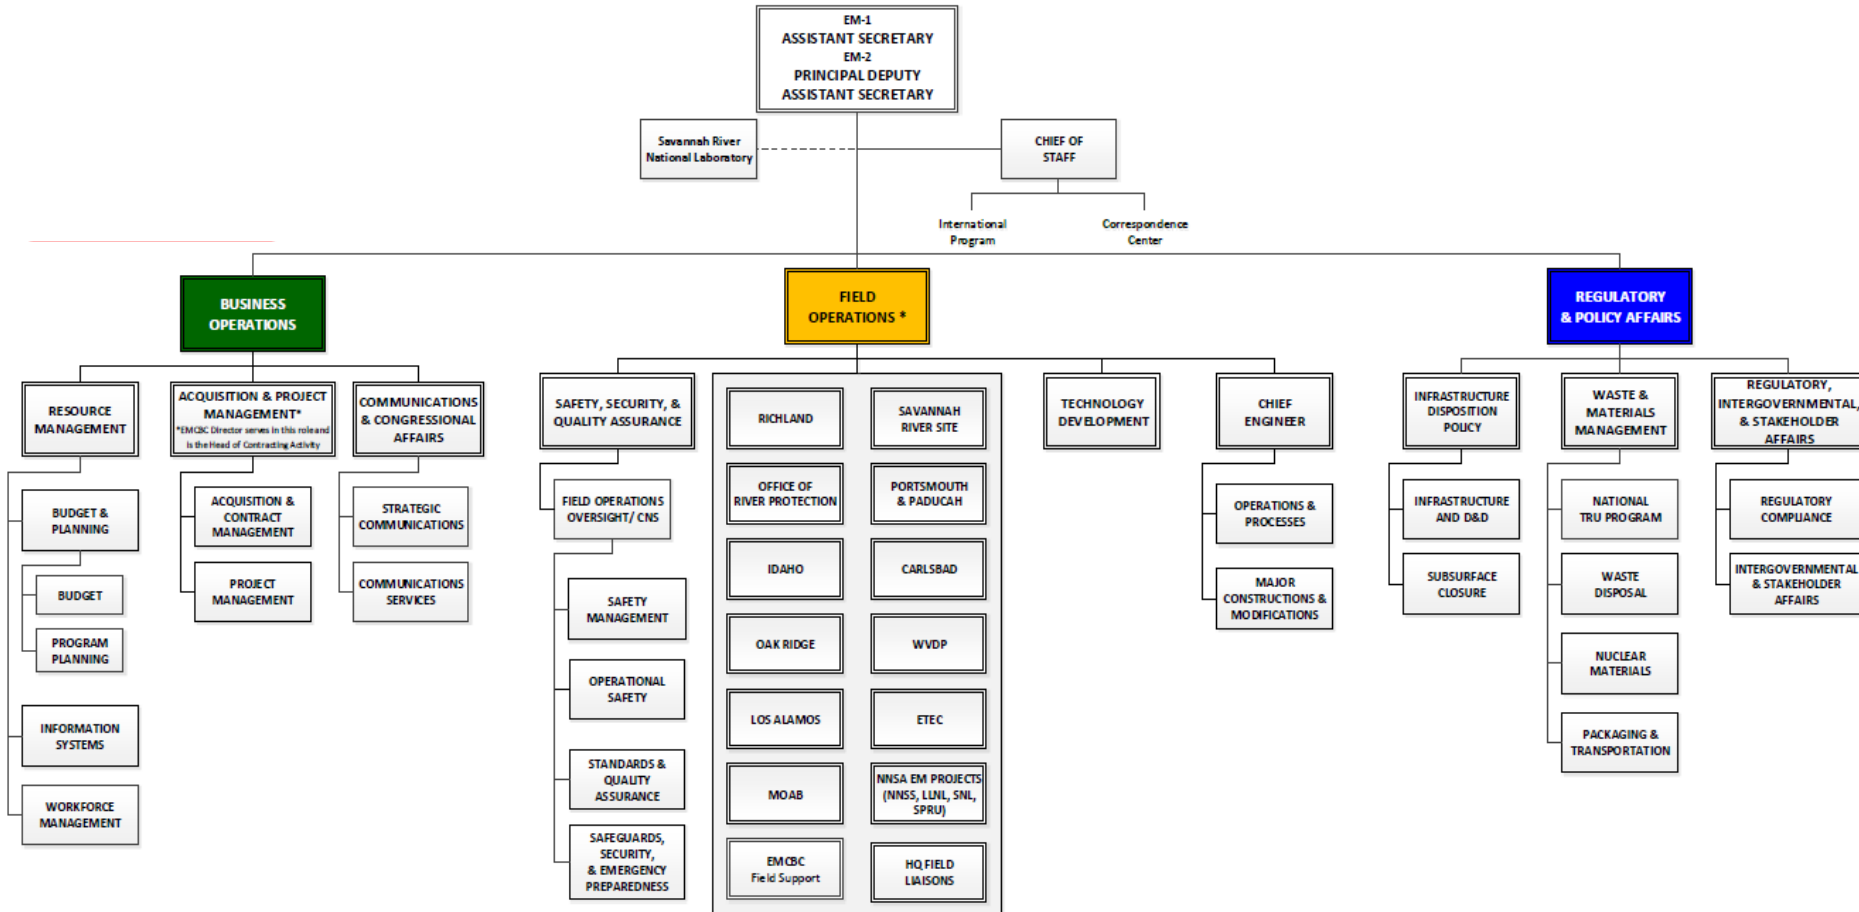 EM-1
ASSISTANT SECRETARY
EM-2
PRINCIPAL DEPUTY
ASSISTANT SECRETARY
Savannah River
National Laboratory
CHIEF OF
STAFF
International
Program
Correspondence
Center
BUSINESS
OPERATIONS
FIELD
OPERATIONS *
REGULATORY
& POLICY AFFAIRS
RESOURCE
MANAGEMENT
ACQUISITION & PROJECT
MANAGEMENT*
*EMCBC Director serves in this role and
is the Head of Contracting Activity
COMMUNICATIONS
& CONGRESSIONAL
AFFAIRS
BUDGET &
PLANNING
BUDGET
PROGRAM
PLANNING
INFORMATION
SYSTEMS
WORKFORCE
MANAGEMENT
ACQUISITION &
CONTRACT
MANAGEMENT
PROJECT
MANAGEMENT
STRATEGIC
COMMUNICATIONS
COMMUNICATIONS
SERVICES
SAFETY, SECURITY, &
QUALITY ASSURANCE
FIELD OPERATIONS
OVERSIGHT/ CNS
SAFETY
MANAGEMENT
OPERATIONAL
SAFETY
STANDARDS &
QUALITY
ASSURANCE
SAFEGUARDS,
SECURITY,
& EMERGENCY
PREPAREDNESS
RICHLAND
SAVANNAH
RIVER SITE
OFFICE OF
RIVER PROTECTION
PORTSMOUTH
& PADUCAH
IDAHO
CARLSBAD
OAK RIDGE
WVDP
LOS ALAMOS
ETEC
MOAB
NNSA EM PROJECTS
(NNSS, LLNL, SNL,
SPRU)
EMCBC
Field Support
HQ FIELD
LIAISONS
TECHNOLOGY
DEVELOPMENT
CHIEF
ENGINEER
OPERATIONS &
PROCESSES
MAJOR
CONSTRUCTIONS &
MODIFICATIONS
INFRASTRUCTURE
DISPOSITION
POLICY
INFRASTRUCTURE
AND D&D
SUBSURFACE
CLOSURE
WASTE &
MATERIALS
MANAGEMENT
NATIONAL
TRU PROGRAM
WASTE
DISPOSAL
NUCLEAR
MATERIALS
PACKAGING &
TRANSPORTATION
REGULATORY,
INTERGOVERNMENTAL,
& STAKEHOLDER
AFFAIRS
REGULATORY
COMPLIANCE
INTERGOVERNMENTAL
& STAKEHOLDER
AFFAIRS